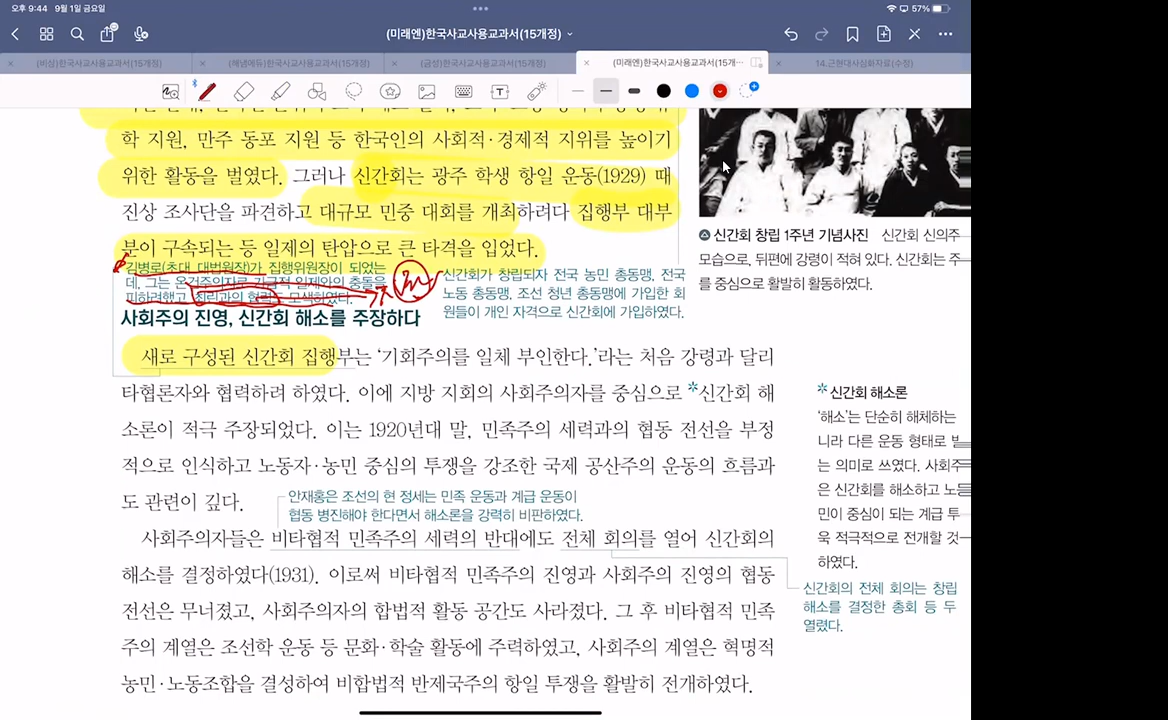 오후 9:44 9월 1일 금요일
57%
(미래엔)한국사교사용교과서(15개정)
(비상)한국사교사용교과서(15개정)
(해냄에듀)한국사교사용교과서(15개정)
(금성)한국사교사용교과서(15개정)
(미래엔)한국사교사용교과서(15개···
14.근현대사심화자료(수정)
학 지원, 만주 동포 지원 등 한국인의 사회적·경제적 지위를 높이기
위한 활동을 벌였다. 그러나 신간회는 광주 학생 항일 운동(1929) 때
진상 조사단을 파견하고 대규모 민중 대회를 개최하려다 집행부 대부
분이 구속되는 등 일제의 탄압으로 큰 타격을 입었다.
김병로(초대 대법원장)가 집행위원장이 되었는
데, 그는 온건주의자로 일제와의 충돌을
피하려했고, 친린과의 협력도 모색하였다.
신간회가 창립되자 전국 농민 총동맹, 전국
노동 총동맹, 조선 청년 총동맹에 가입한 회
원들이 개인 자격으로 신간회에 가입하였다.
사회주의 진영, 신간회 해소를 주장하다
새로 구성된 신간회 집행부는 ‘기회주의를 일체 부인한다.’라는 처음 강령과 달리
타협론자와 협력하려 하였다. 이에 지방 지회의 사회주의자를 중심으로 *신간회 해
소론이 적극 주장되었다. 이는 1920년대 말, 민족주의 세력과의 협동 전선을 부정
적으로 인식하고 노동자·농민 중심의 투쟁을 강조한 국제 공산주의 운동의 흐름과
도 관련이 깊다.
안재홍은 조선의 현 정세는 민족 운동과 계급 운동이
협동 병진해야 한다면서 해소론을 강력히 비판하였다.
사회주의자들은 비타협적 민족주의 세력의 반대에도 전체 회의를 열어 신간회의
해소를 결정하였다(1931). 이로써 비타협적 민족주의 진영과 사회주의 진영의 협동
전선은 무너졌고, 사회주의자의 합법적 활동 공간도 사라졌다. 그 후 비타협적 민족
주의 계열은 조선학 운동 등 문화·학술 활동에 주력하였고, 사회주의 계열은 혁명적
농민·노동조합을 결성하여 비합법적 반제국주의 항일 투쟁을 활발히 전개하였다.
신간회 창립 1주년 기념사진 신간회 신의주
모습으로, 뒤편에 강령이 적혀 있다. 신간회는 주
를 중심으로 활발히 활동하였다.
*신간회 해소론
‘해소’는 단순히 해체하는
니라 다른 운동 형태로
는 의미로 쓰였다. 사회주
은 신간회를 해소하고 노동
민이 중심이 되는 계급 투
욱 적극적으로 전개할 것
하였다.
신간회의 전체 회의는 창립
해소를 결정한 총회 등 두
열렸다.